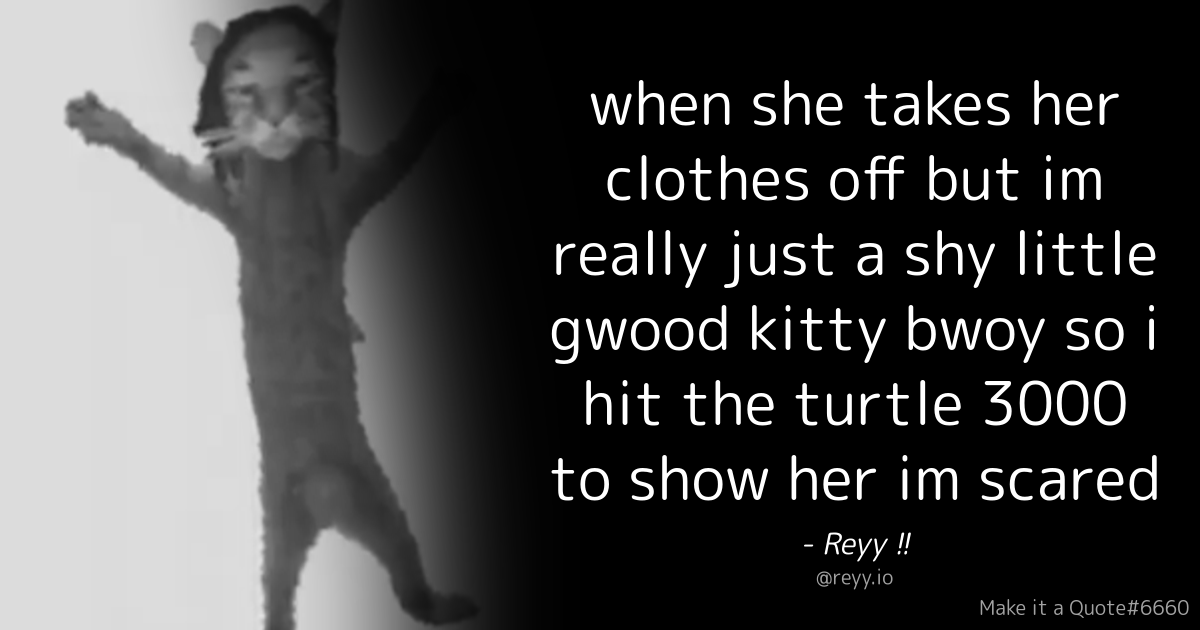 when she takes her
clothes off but im
really just a shy little
gwood kitty bwoy so i
hit the turtle 3000
to show her im scared
- Reyy !!
@reyy.io
Make it a Quote#6660